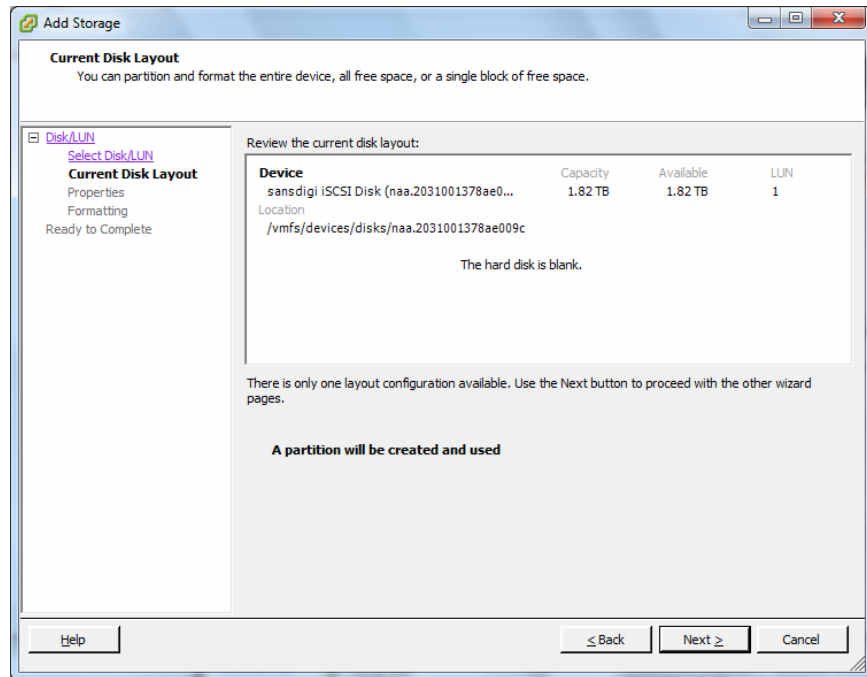 Add Storage
Current Disk Layout
You can partition and format the entire device, all free space, or a single block of free space.
Disk/LUN
Select Disk/LUN
Current Disk Layout
Properties
Formatting
Ready to Complete
Review the current disk layout:
Device Capacity Available LUN
sansdigi iSCSI Disk (naa.2031001378ae0... 1.82 TB 1.82 TB 1
Location
/vmfs/devices/disks/naa.2031001378ae009c
The hard disk is blank.
There is only one layout configuration available. Use the Next button to proceed with the other wizard
pages.
A partition will be created and used
Help < Back Next > Cancel